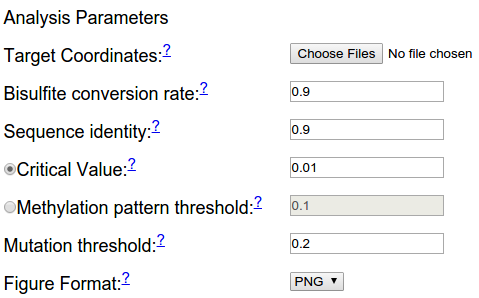 Analysis Parameters
Target Coordinates:? Choose Files No file chosen
Bisulfite conversion rate:? 0.9
Sequence identity:? 0.9
Critical Value:? 0.01
Methylation pattern threshold:? 0.1
Mutation threshold:? 0.2
Figure Format:? PNG